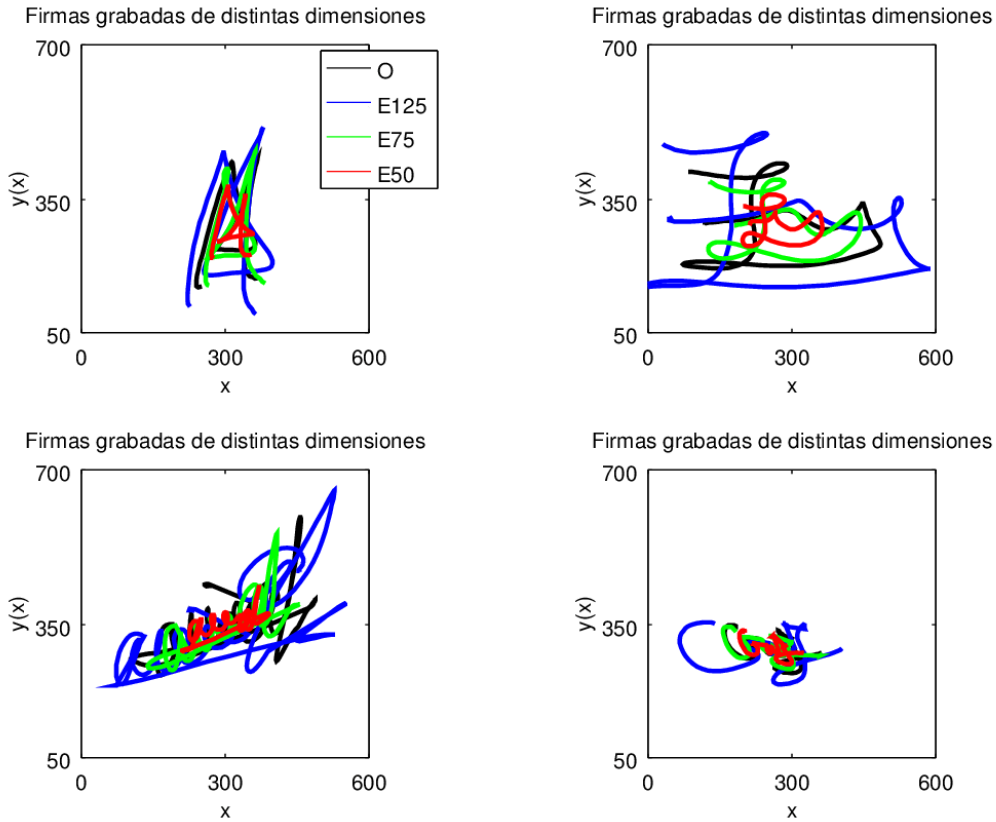 Firmas grabadas de distintas dimensiones
700
350
50
0
300
600
x
y(x)
O
E125
E75
E50
Firmas grabadas de distintas dimensiones
700
350
50
0
300
600
x
y(x)
Firmas grabadas de distintas dimensiones
700
350
50
0
300
600
x
y(x)
Firmas grabadas de distintas dimensiones
700
350
50
0
300
600
x
y(x)